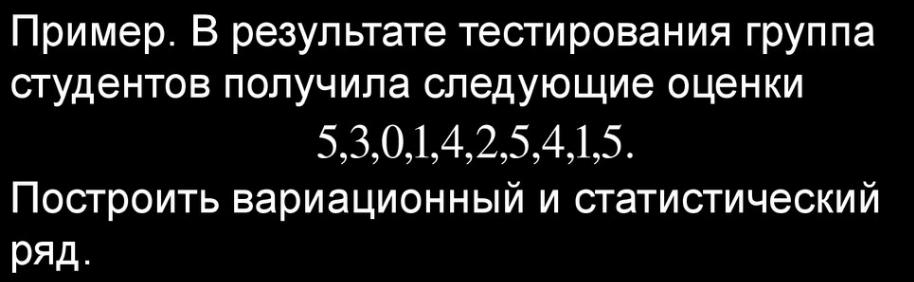 Пример. В результате тестирования группа
студентов получила следующие оценки
5,3,0,1,4,2,5,4,1,5.
Построить вариационный и статистический
ряд.